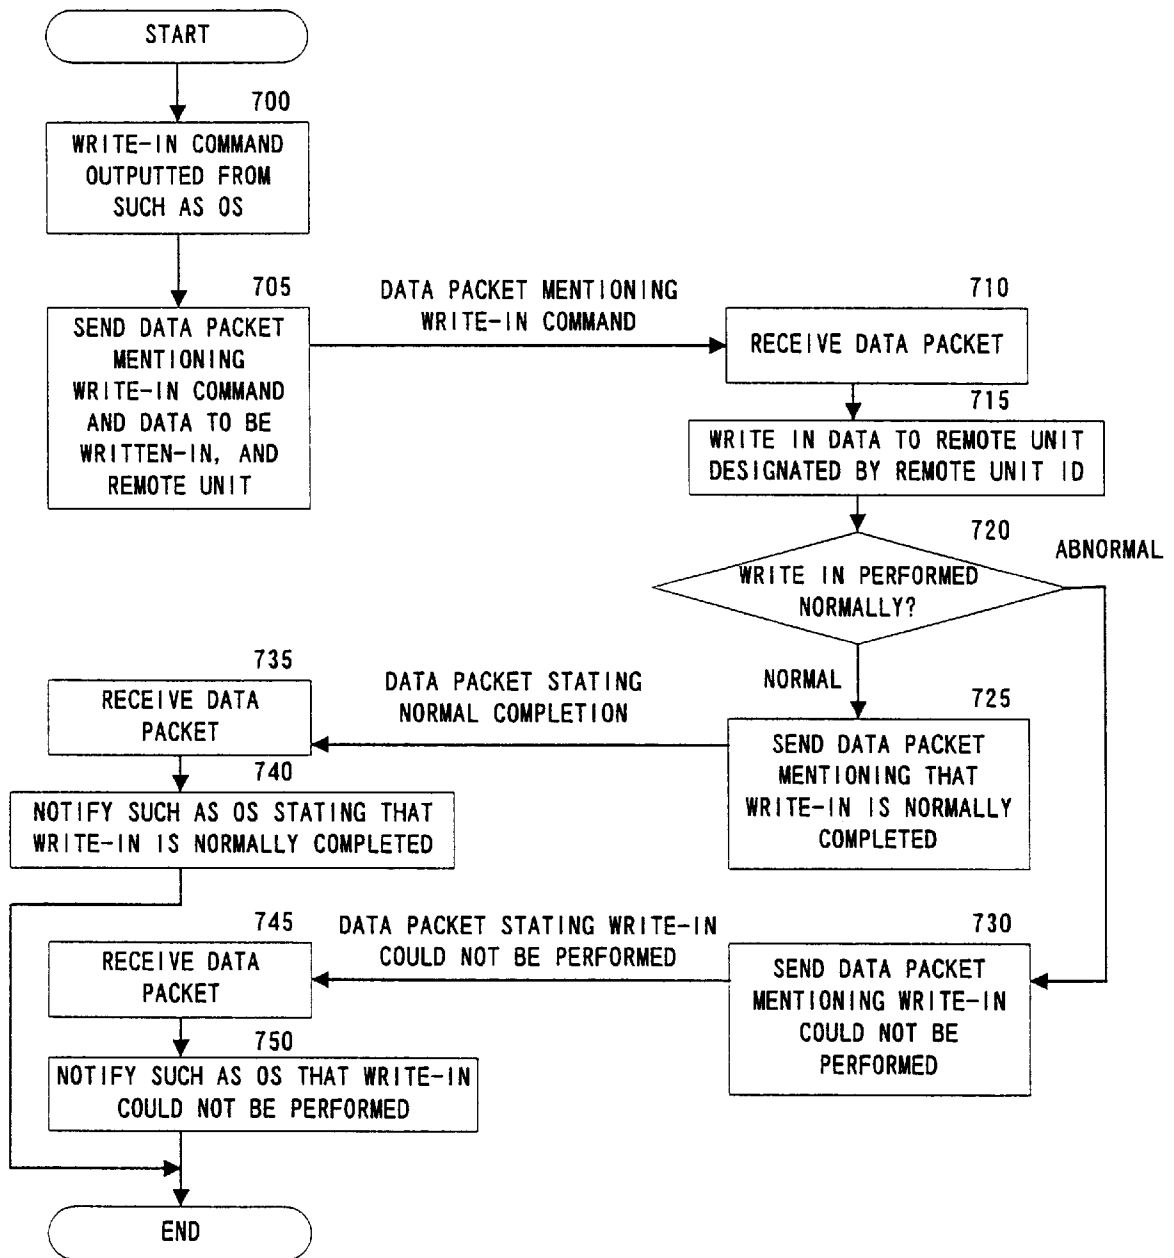 START
700
WRITE-IN COMMAND
OUTPUTTED FROM
SUCH AS OS
705
SEND DATA PACKET
MENTIONING
WRITE-IN COMMAND
AND DATA TO BE
WRITTEN-IN, AND
REMOTE UNIT
DATA PACKET MENTIONING
WRITE-IN COMMAND
710
RECEIVE DATA PACKET
715
WRITE IN DATA TO REMOTE UNIT
DESIGNATED BY REMOTE UNIT ID
720
WRITE IN PERFORMED
NORMALLY?
ABNORMAL
NORMAL
725
SEND DATA PACKET
MENTIONING THAT
WRITE-IN IS NORMALLY
COMPLETED
DATA PACKET STATING
NORMAL COMPLETION
735
RECEIVE DATA
PACKET
740
NOTIFY SUCH AS OS STATING THAT
WRITE-IN IS NORMALLY COMPLETED
730
SEND DATA PACKET
MENTIONING WRITE-IN
COULD NOT BE
PERFORMED
DATA PACKET STATING WRITE-IN
COULD NOT BE PERFORMED
745
RECEIVE DATA
PACKET
750
NOTIFY SUCH AS OS THAT WRITE-IN
COULD NOT BE PERFORMED
END